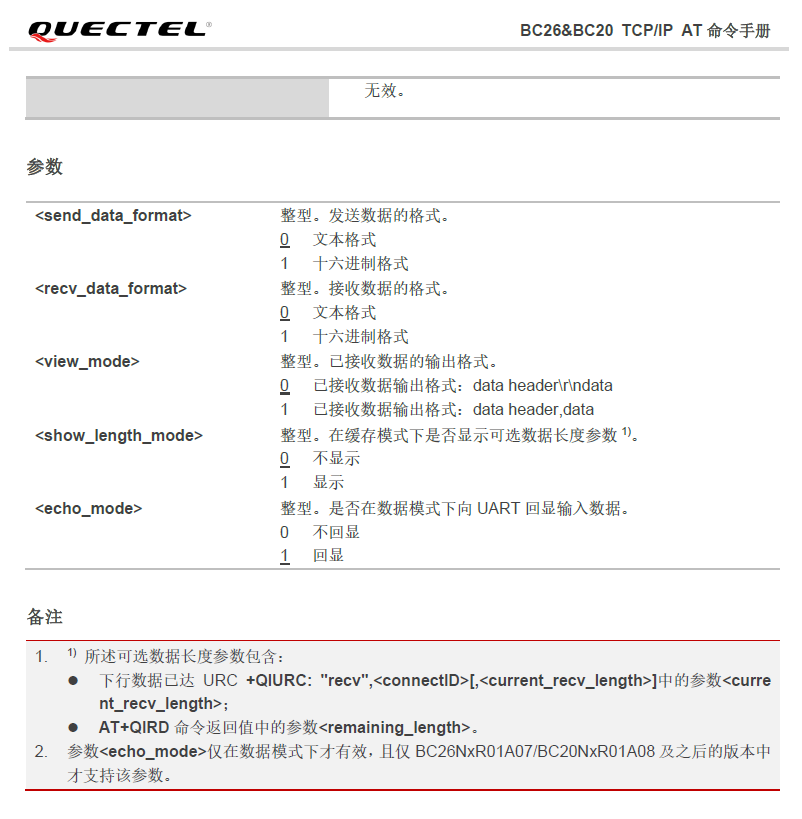 QUECTEL®
BC26&BC20 TCP/IP AT 命令手册
无效。
参数
<send_data_format> 整型。发送数据的格式。
0 文本格式
1 十六进制格式
<recv_data_format> 整型。接收数据的格式。
0 文本格式
1 十六进制格式
<view_mode> 整型。已接收数据的输出格式。
0 已接收数据输出格式：data header\r\ndata
1 已接收数据输出格式：data header,data
<show_length_mode> 整型。在缓存模式下是否显示可选数据长度参数 1)。
0 不显示
1 显示
<echo_mode> 整型。是否在数据模式下向 UART 回显输入数据。
0 不回显
1 回显
备注
1. 1) 所述可选数据长度参数包含：
● 下行数据已达 URC +QIURC: "recv",<connectID>[,<current_recv_length>]中的参数<curre
nt_recv_length>；
● AT+QIRD 命令返回值中的参数<remaining_length>。
2. 参数<echo_mode>仅在数据模式下才有效，且仅 BC26NxR01A07/BC20NxR01A08 及之后的版本中
才支持该参数。